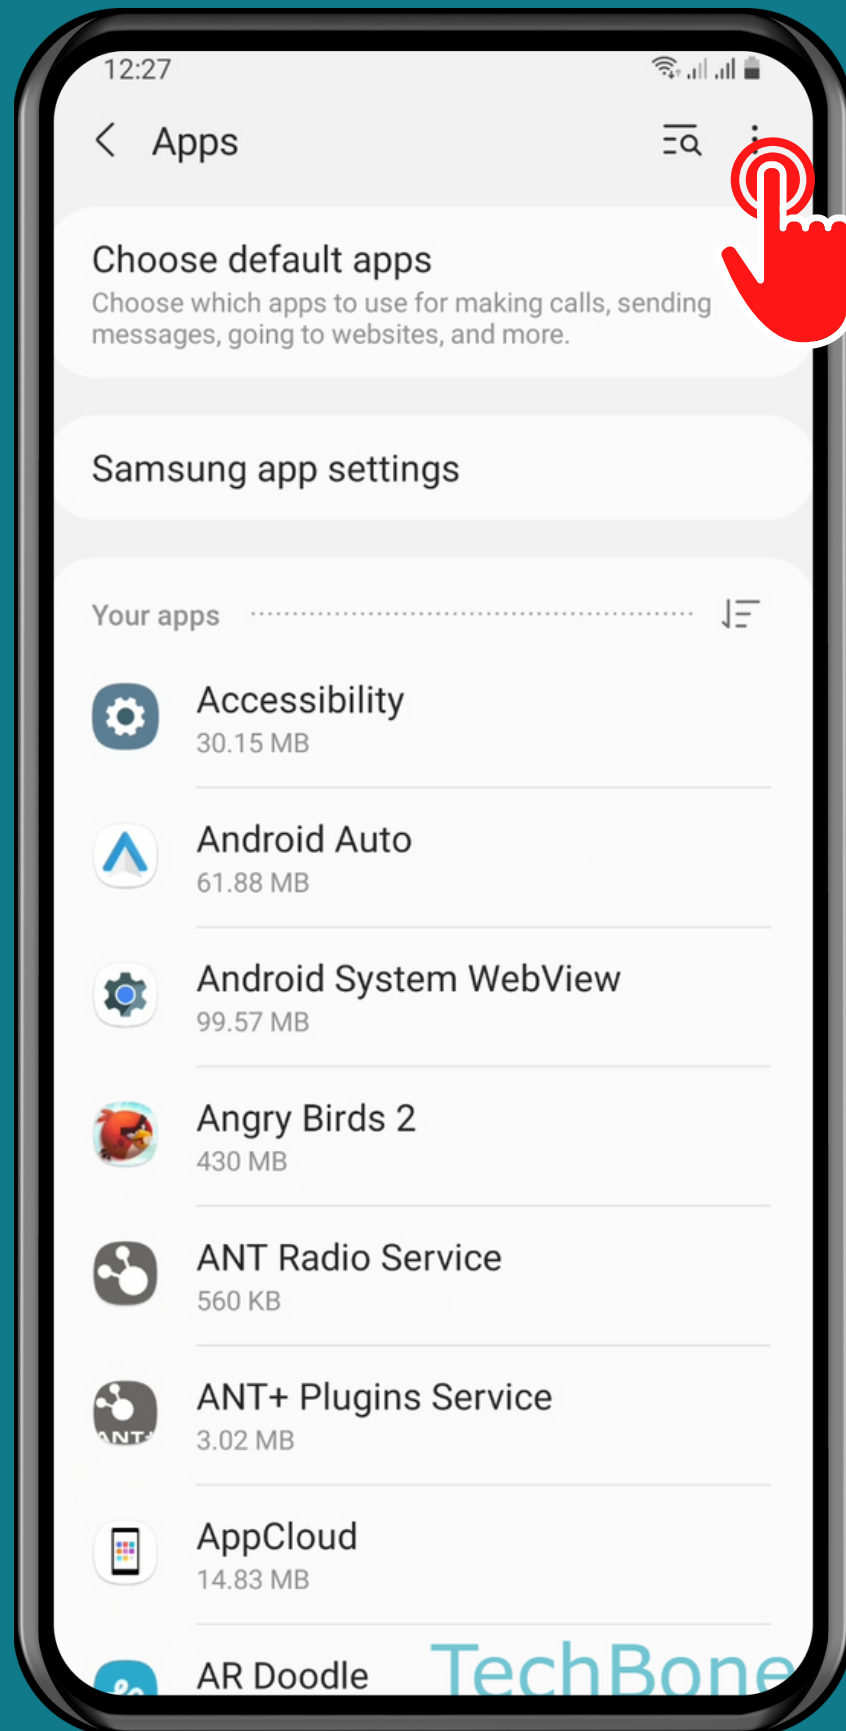 12:27
Apps
Choose default apps
Choose which apps to use for making calls, sending
messages, going to websites, and more.
Samsung app settings
Your apps
Accessibility
30.15 MB
Android Auto
61.88 MB
Android System WebView
99.57 MB
Angry Birds 2
430 MB
ANT Radio Service
560 KB
ANT+ Plugins Service
3.02 MB
ANT+
AppCloud
14.83 MB
AR Doodle
TechBone